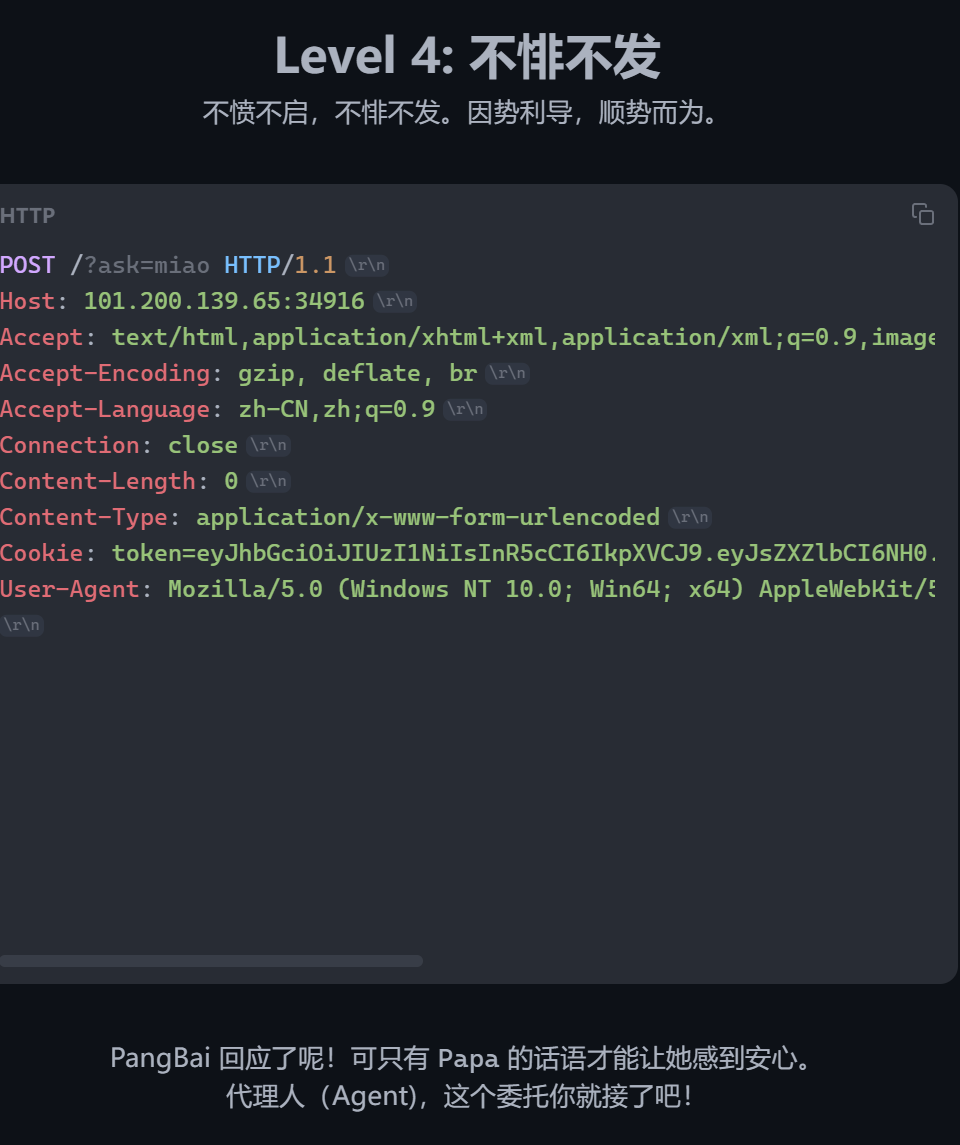 Level 4: 不悱不发
不愤不启，不悱不发。因势利导，顺势而为。
HTTP
POST /?ask=miao HTTP/1.1 \r\n
Host: 101.200.139.65:34916 \r\n
Accept: text/html,application/xhtml+xml,application/xml;q=0.9,image
Accept-Encoding: gzip, deflate, br \r\n
Accept-Language: zh-CN,zh;q=0.9 \r\n
Connection: close \r\n
Content-Length: 0 \r\n
Content-Type: application/x-www-form-urlencoded \r\n
Cookie: token=eyJhbGciOiJIUzI1NiIsInR5cCI6IkpXVCJ9.eyJsZXZlbCI6NH0.
User-Agent: Mozilla/5.0 (Windows NT 10.0; Win64; x64) AppleWebKit/5
\r\n
PangBai 回应了呢！可只有 Papa 的话语才能让她感到安心。
代理人（Agent)，这个委托你就接了吧！